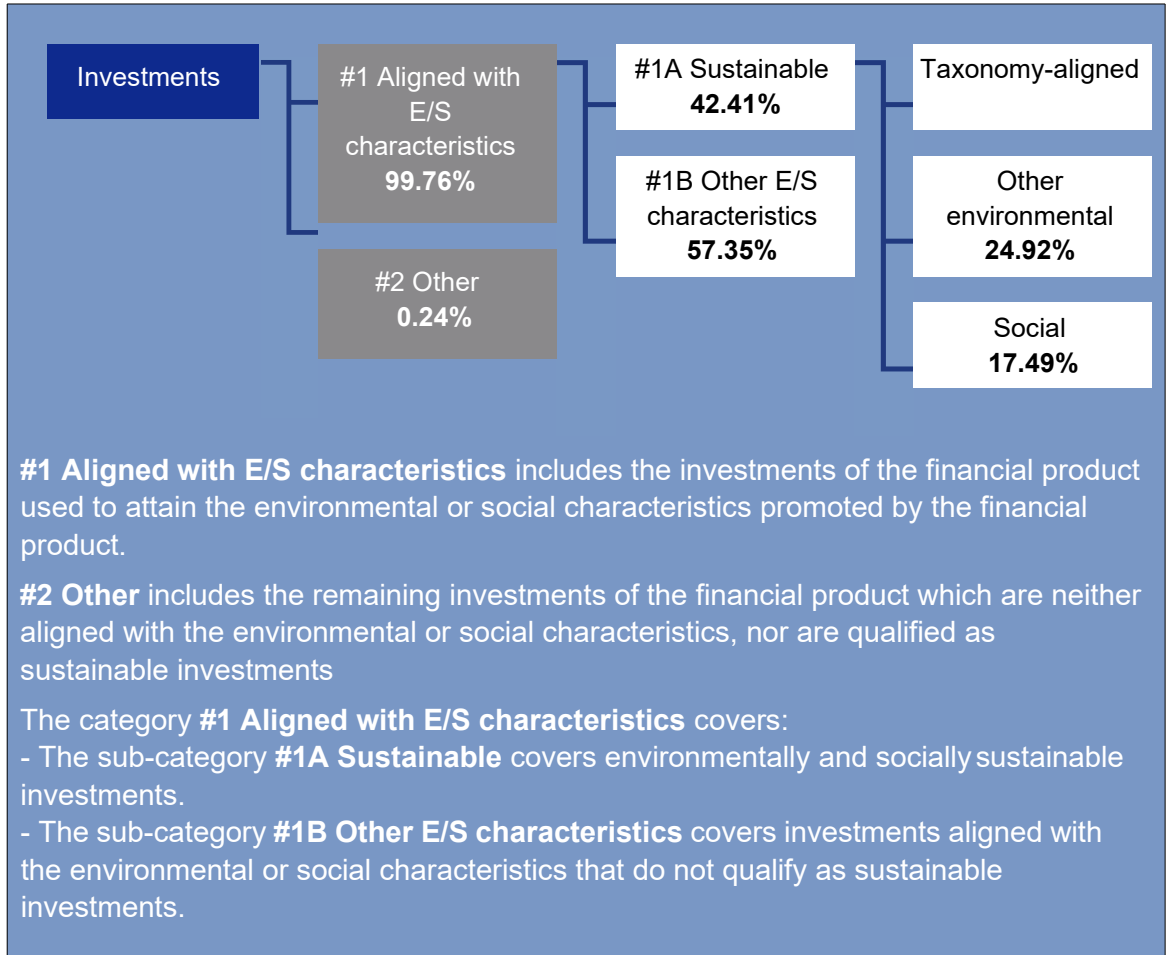 Investments
#1 Aligned with
E/S
characteristics
99.76%
#2 Other
0.24%
#1A Sustainable
42.41%
#1B Other E/S
characteristics
57.35%
Taxonomy-aligned
Other
environmental
24.92%
Social
17.49%
#1 Aligned with E/S characteristics includes the investments of the financial product
used to attain the environmental or social characteristics promoted by the financial
product.
#2 Other includes the remaining investments of the financial product which are neither
aligned with the environmental or social characteristics, nor are qualified as
sustainable investments
The category #1 Aligned with E/S characteristics covers:
- The sub-category #1A Sustainable covers environmentally and socially sustainable
investments.
- The sub-category #1B Other E/S characteristics covers investments aligned with
the environmental or social characteristics that do not qualify as sustainable
investments.